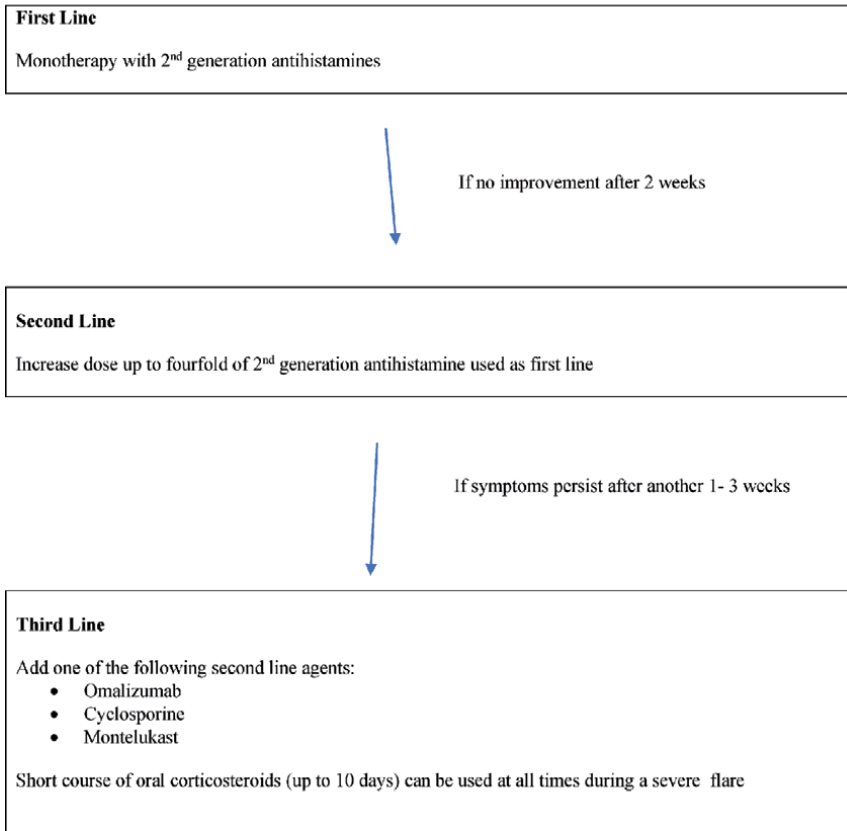 First Line
Monotherapy with 2nd generation antihistamines
If no improvement after 2 weeks
Second Line
Increase dose up to fourfold of 2nd generation antihistamine used as first line
If symptoms persist after another 1- 3 weeks
Third Line
Add one of the following second line agents:
• Omalizumab
• Cyclosporine
• Montelukast
Short course of oral corticosteroids (up to 10 days) can be used at all times during a severe flare